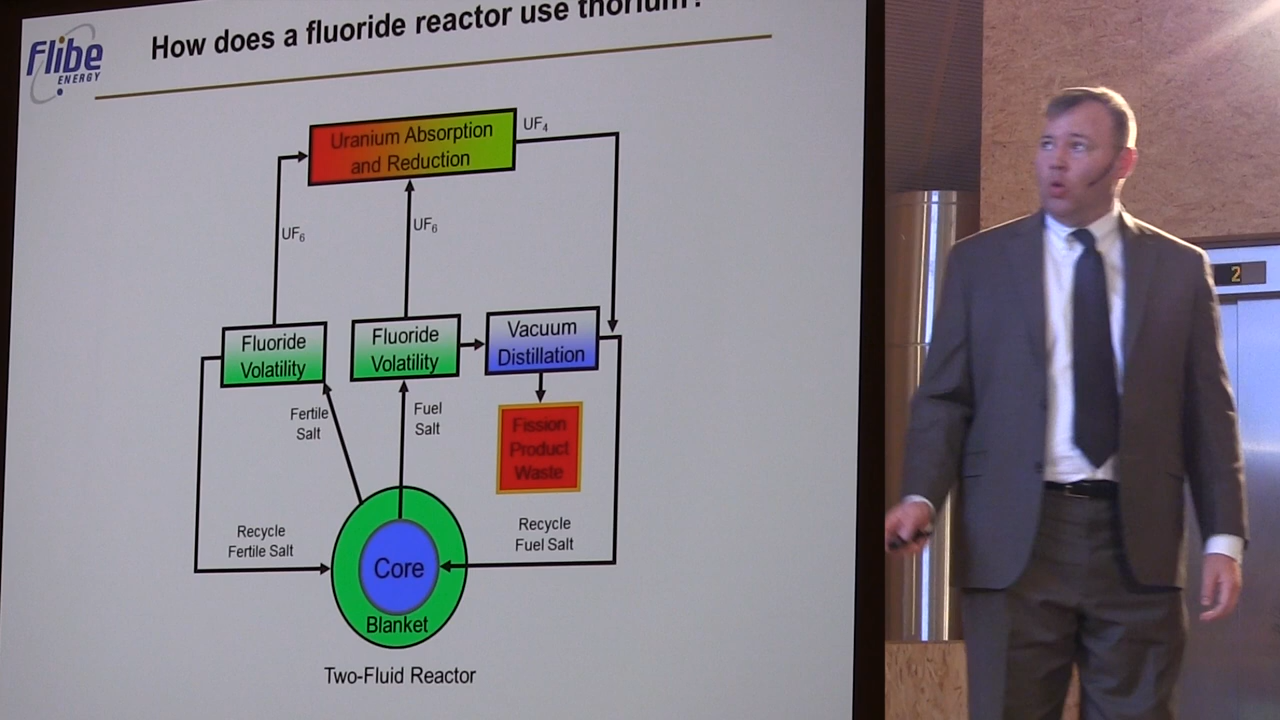 Flibe
ENERGY
How does a fluoride reactor use thorium?
Uranium Absorption
and Reduction
UF4
UF6
UF6
Fluoride
Volatility
Fluoride
Volatility
Vacuum
Distillation
Fertile
Salt
Fuel
Salt
Fission
Product
Waste
Recycle
Fertile Salt
Recycle
Fuel Salt
Core
Blanket
Two-Fluid Reactor
2